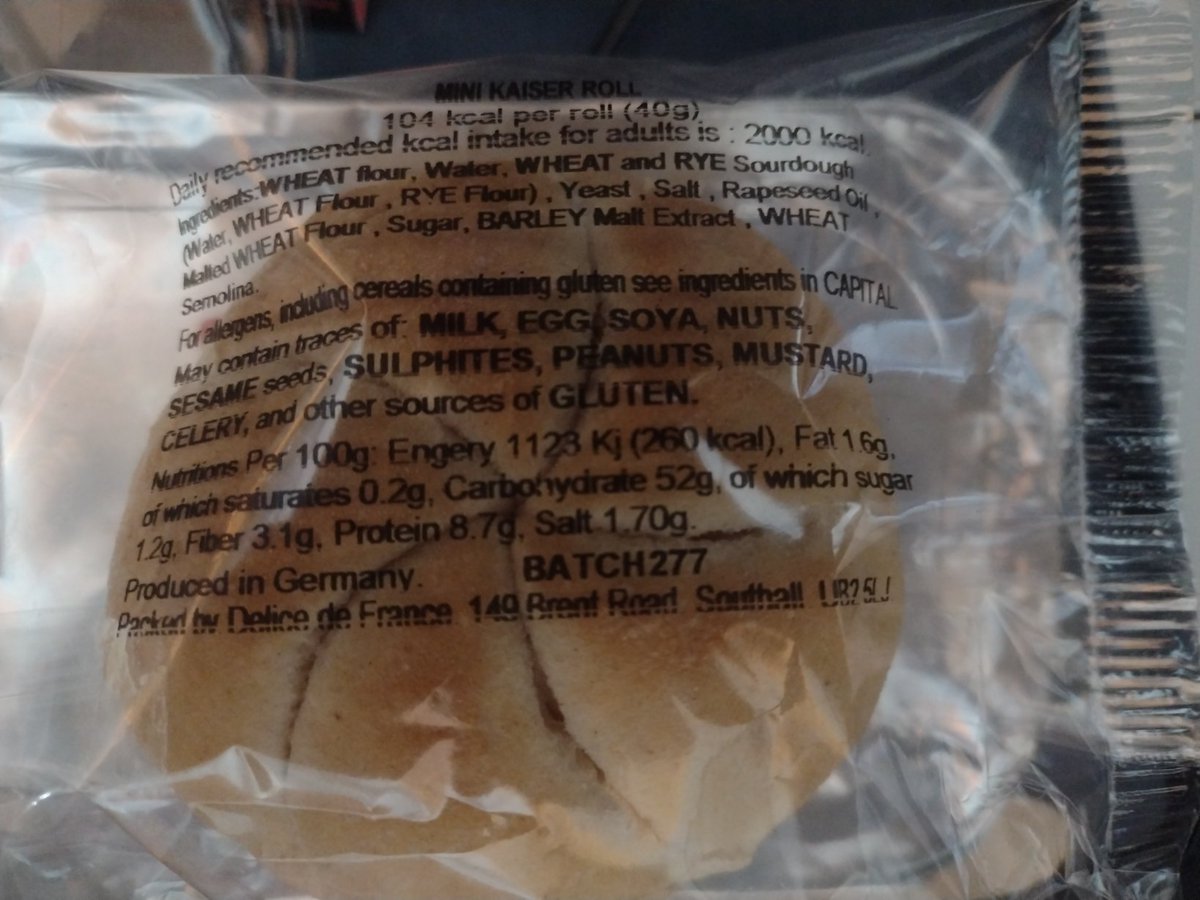 MINI KAISER ROLL
104 kcal per roll (40g)
Daily recommended kcal intake for adults is : 2000 kcal.
Ingredients:WHEAT flour, Water, WHEAT and RYE Sourdough
(Water, WHEAT Flour , RYE Flour) , Yeast , Salt , Rapeseed Oil ,
Malted WHEAT Flour , Sugar, BARLEY Malt Extract , WHEAT
Semolina.
For allergens, including cereals containing gluten see ingredients in CAPITAL
May contain traces of: MILK, EGG, SOYA, NUTS,
SESAME seeds, SULPHITES, PEANUTS, MUSTARD,
CELERY, and other sources of GLUTEN.
Nutritions Per 100g: Engery 1123 Kj (260 kcal), Fat 1.6g,
of which saturates 0.2g, Carbohydrate 52g, of which sugar
1.2g, Fiber 3.1g, Protein 8.7g, Salt 1.70g.
Produced in Germany. BATCH277
Packed by Delice de France 149 Brent Road Southall UB2 5LJ